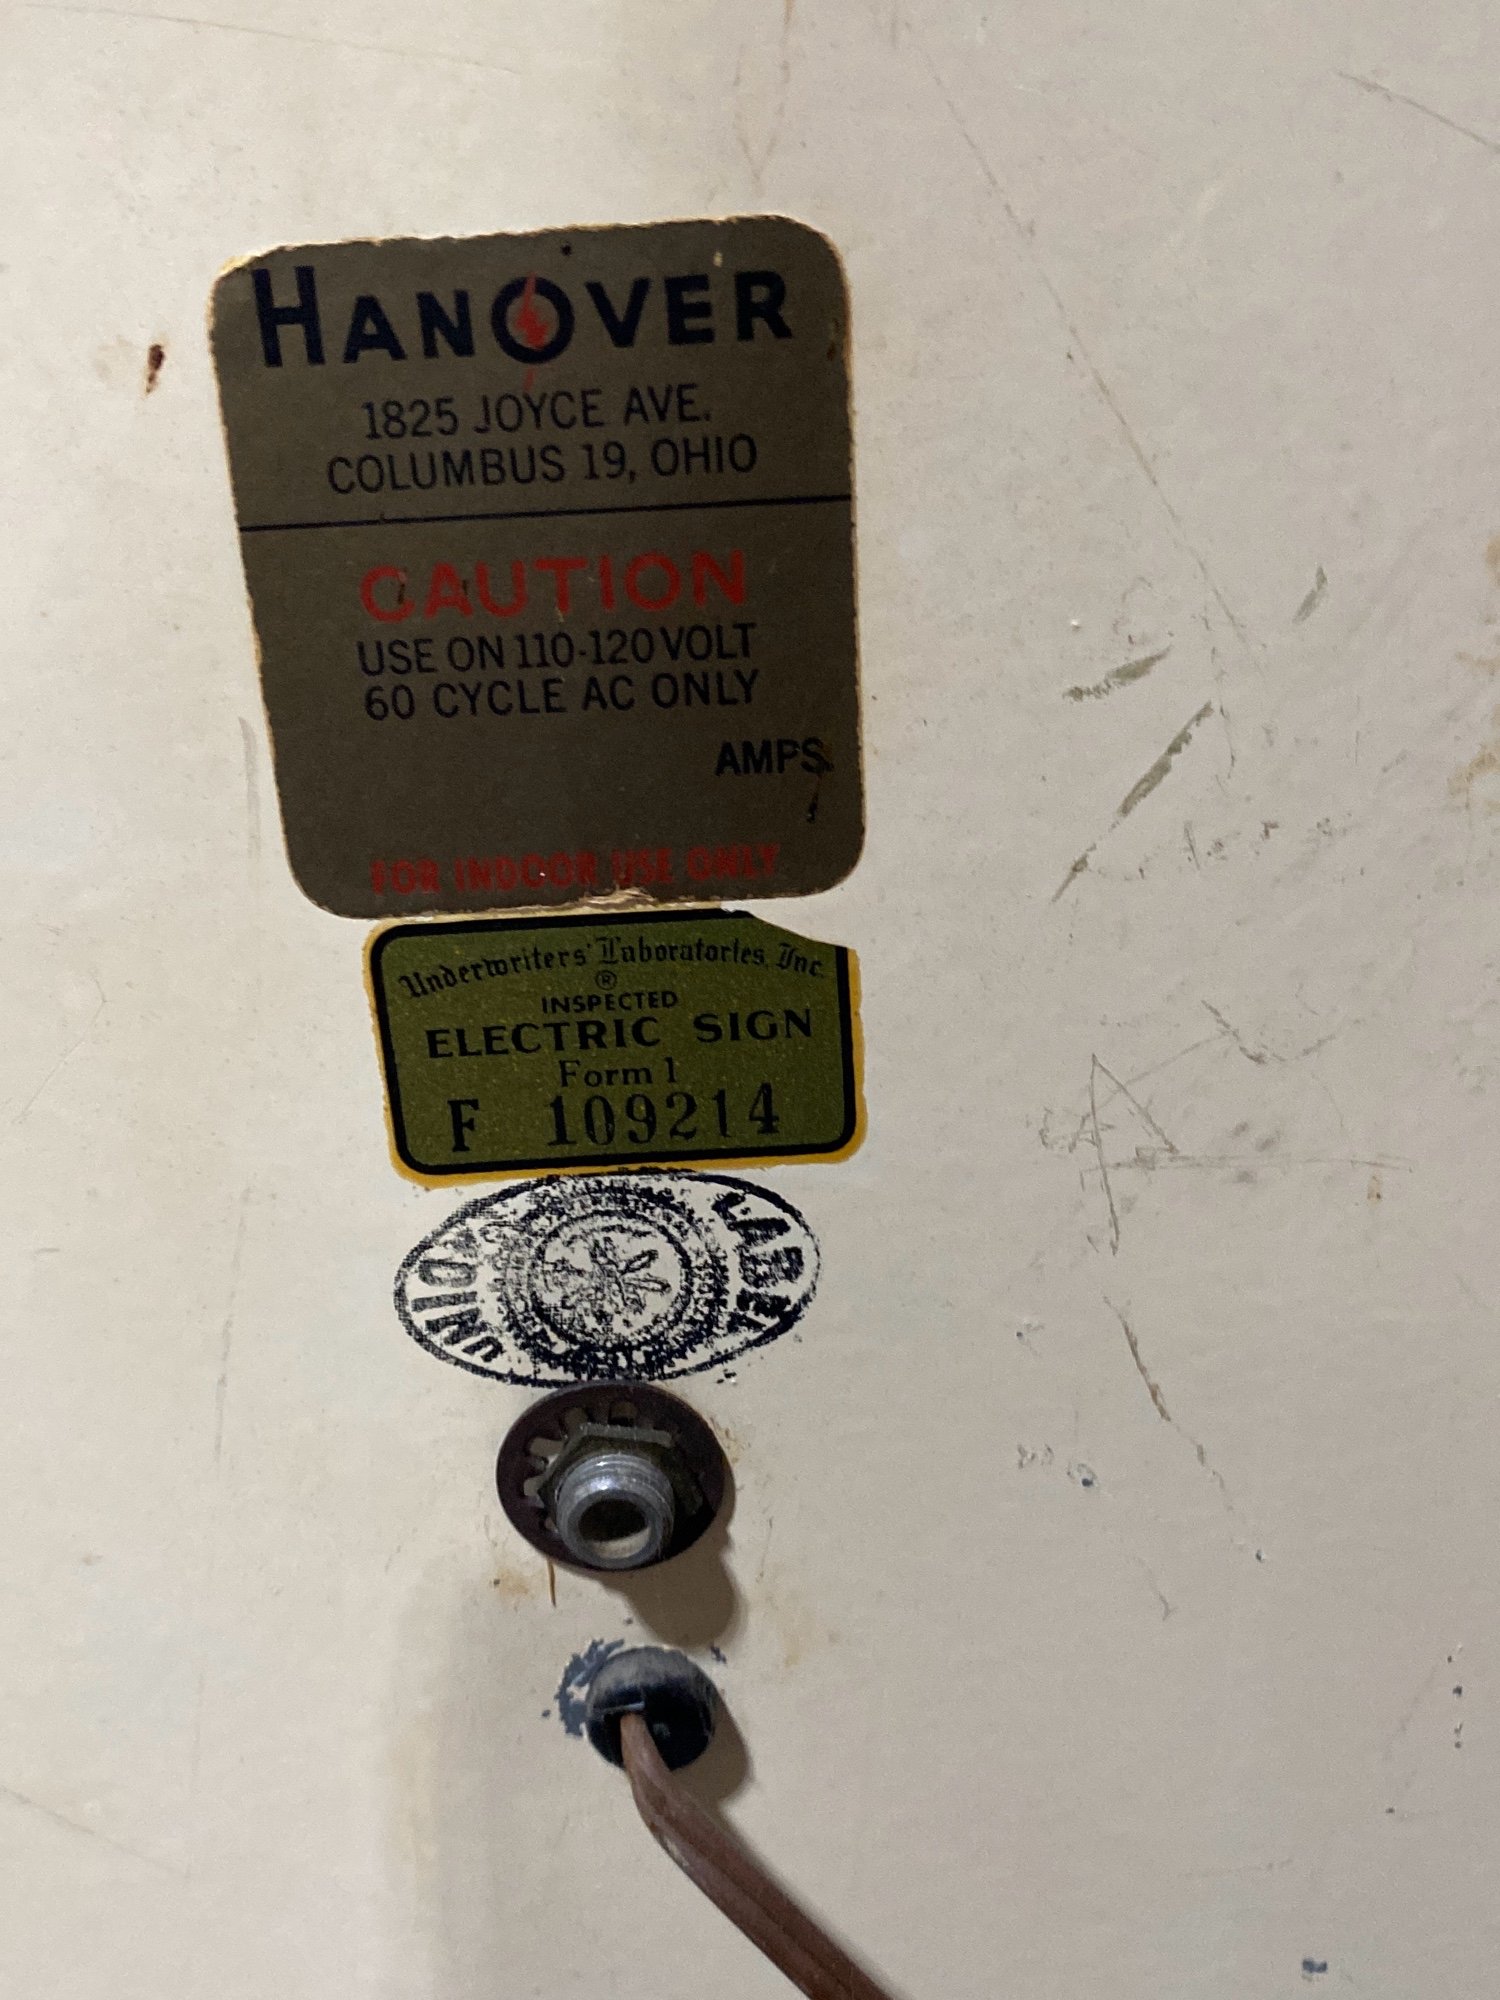 HANOVER
1825 JOYCE AVE.
COLUMBUS 19, OHIO
CAUTION
USE ON 110-120 VOLT
60 CYCLE AC ONLY
AMPS.
FOR INDOOR USE ONLY
Underwriters' Laboratories, Inc.
®
INSPECTED
ELECTRIC SIGN
Form 1
F 109214
UNION LABEL